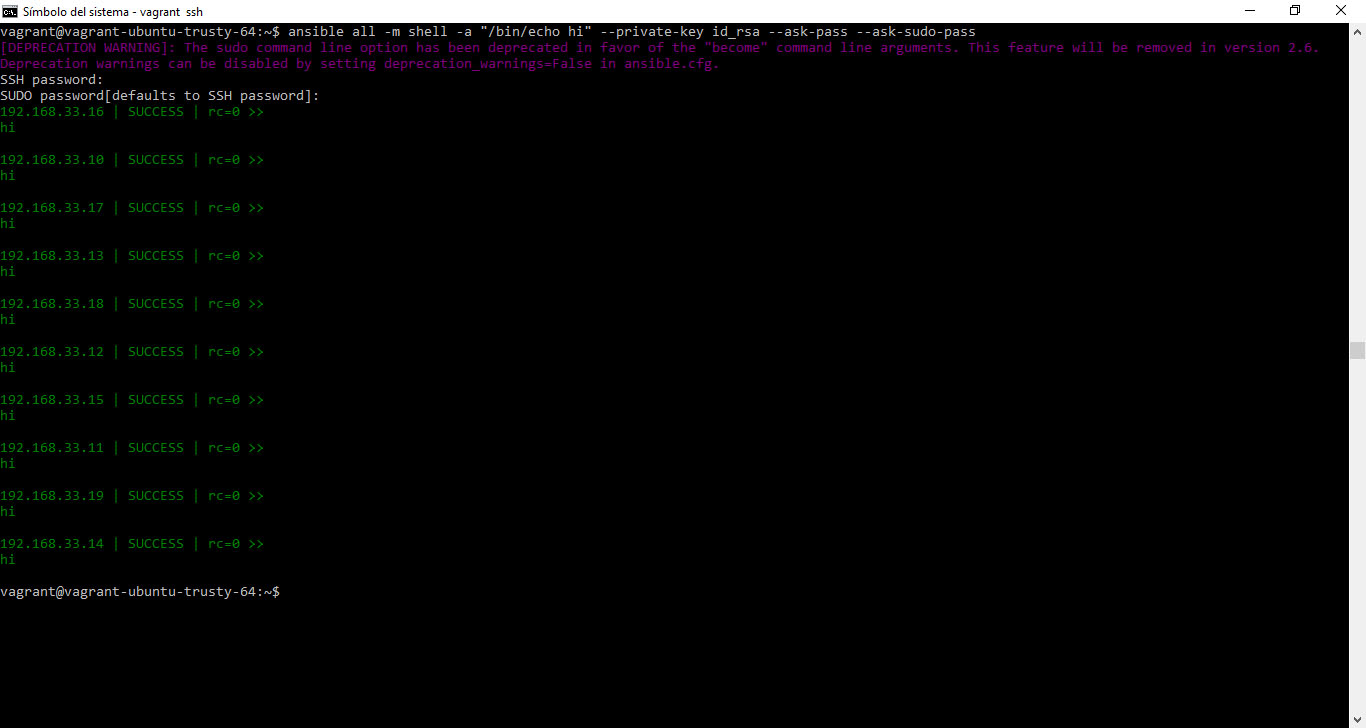 Símbolo del sistema - vagrant ssh
vagrant@vagrant-ubuntu-trusty-64:~$ ansible all -m shell -a "/bin/echo hi" --private-key id_rsa --ask-pass --ask-sudo-pass
[DEPRECATION WARNING]: The sudo command line option has been deprecated in favor of the "become" command line arguments. This feature will be removed in version 2.6.
Deprecation warnings can be disabled by setting deprecation_warnings=False in ansible.cfg.
SSH password:
SUDO password[defaults to SSH password]:
192.168.33.16 | SUCCESS | rc=0 >>
hi
192.168.33.10 | SUCCESS | rc=0 >>
hi
192.168.33.17 | SUCCESS | rc=0 >>
hi
192.168.33.13 | SUCCESS | rc=0 >>
hi
192.168.33.18 | SUCCESS | rc=0 >>
hi
192.168.33.12 | SUCCESS | rc=0 >>
hi
192.168.33.15 | SUCCESS | rc=0 >>
hi
192.168.33.11 | SUCCESS | rc=0 >>
hi
192.168.33.19 | SUCCESS | rc=0 >>
hi
192.168.33.14 | SUCCESS | rc=0 >>
hi
vagrant@vagrant-ubuntu-trusty-64:~$